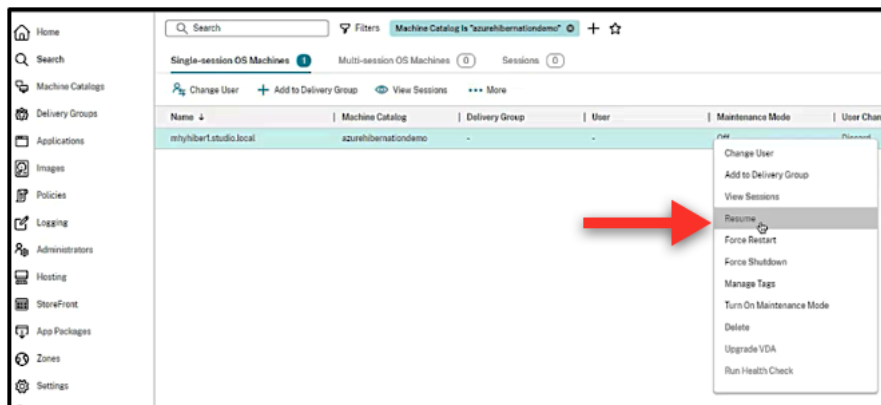 Home
Search
Machine Catalogs
Delivery Groups
Applications
Images
Policies
Logging
Administrators
Hosting
StoreFront
App Packages
Zones
Settings
Search
Filters
Machine Catalog Is "azurehibernationdemo"
Single-session OS Machines 1
Multi-session OS Machines 0
Sessions 0
Change User
Add to Delivery Group
View Sessions
More
Name Machine Catalog Delivery Group User Maintenance Mode User Chan
mhyhiber1.studio.local azurehibernationdemo - - Off Discard
Change User
Add to Delivery Group
View Sessions
Resume
Force Restart
Force Shutdown
Manage Tags
Turn On Maintenance Mode
Delete
Upgrade VDA
Run Health Check